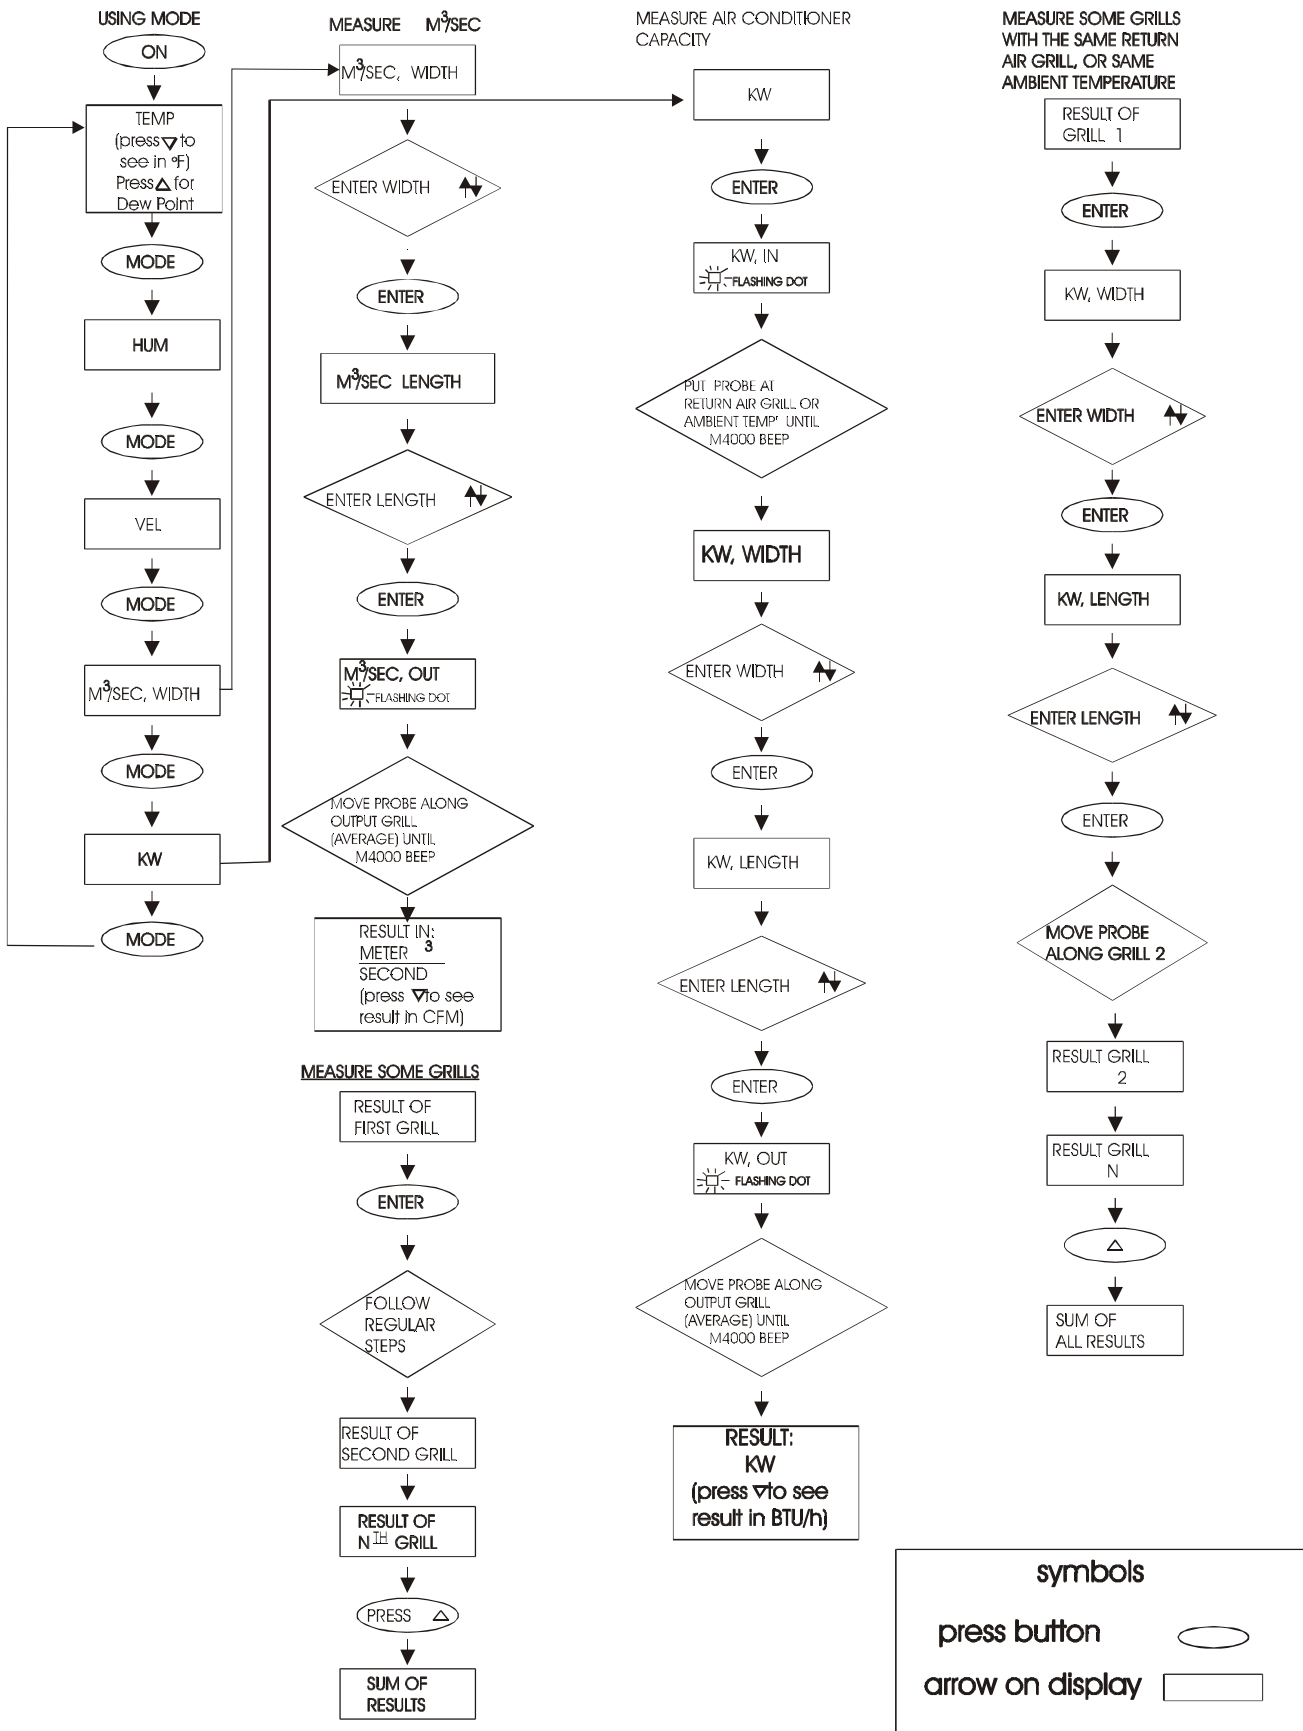 USING MODE
ON
TEMP
(press ▽ to
see in °F)
Press △ for
Dew Point
MODE
HUM
MODE
VEL
MODE
M³/SEC, WIDTH
MODE
KW
MODE
MEASURE M³/SEC
M³/SEC, WIDTH
ENTER WIDTH
ENTER
M³/SEC LENGTH
ENTER LENGTH
ENTER
M³/SEC, OUT
FLASHING DOT
MOVE PROBE ALONG
OUTPUT GRILL
(AVERAGE) UNTIL
M4000 BEEP
RESULT IN:
METER 3
SECOND
(press ▽to see
result in CFM)
MEASURE SOME GRILLS
RESULT OF
FIRST GRILL
ENTER
FOLLOW
REGULAR
STEPS
RESULT OF
SECOND GRILL
RESULT OF
N TH GRILL
PRESS △
SUM OF
RESULTS
MEASURE AIR CONDITIONER
CAPACITY
KW
ENTER
KW, IN
FLASHING DOT
PUT PROBE AT
RETURN AIR GRILL OR
AMBIENT TEMP' UNTIL
M4000 BEEP
KW, WIDTH
ENTER WIDTH
ENTER
KW, LENGTH
ENTER LENGTH
ENTER
KW, OUT
FLASHING DOT
MOVE PROBE ALONG
OUTPUT GRILL
(AVERAGE) UNTIL
M4000 BEEP
RESULT:
KW
(press ▽to see
result in BTU/h)
MEASURE SOME GRILLS
WITH THE SAME RETURN
AIR GRILL, OR SAME
AMBIENT TEMPERATURE
RESULT OF
GRILL 1
ENTER
KW, WIDTH
ENTER WIDTH
ENTER
KW, LENGTH
ENTER LENGTH
ENTER
MOVE PROBE
ALONG GRILL 2
RESULT GRILL
2
RESULT GRILL
N
△
SUM OF
ALL RESULTS
symbols
press button
arrow on display